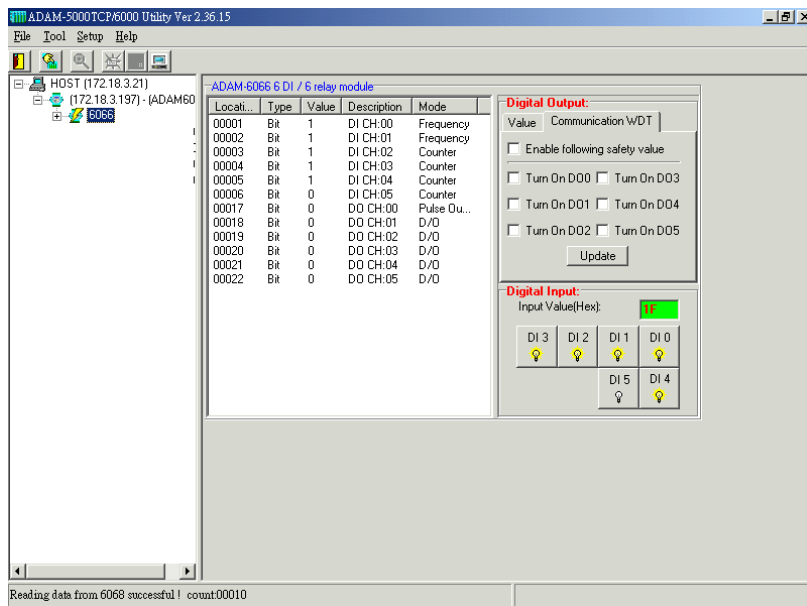 ADAM-5000TCP/6000 Utility Ver 2.36.15
File Tool Setup Help
HOST (172.18.3.21)
(172.18.3.197) - (ADAM60
6066
ADAM-6066 6 DI / 6 relay module
Locati... Type Value Description Mode
00001 Bit 1 DI CH:00 Frequency
00002 Bit 1 DI CH:01 Frequency
00003 Bit 1 DI CH:02 Counter
00004 Bit 1 DI CH:03 Counter
00005 Bit 1 DI CH:04 Counter
00006 Bit 0 DI CH:05 Counter
00017 Bit 0 DO CH:00 Pulse Ou...
00018 Bit 0 DO CH:01 D/O
00019 Bit 0 DO CH:02 D/O
00020 Bit 0 DO CH:03 D/O
00021 Bit 0 DO CH:04 D/O
00022 Bit 0 DO CH:05 D/O
Digital Output:
Value Communication WDT
Enable following safety value
Turn On DO0 Turn On DO3
Turn On DO1 Turn On DO4
Turn On DO2 Turn On DO5
Update
Digital Input:
Input Value(Hex): 1F
DI 3 DI 2 DI 1 DI 0
DI 5 DI 4
Reading data from 6068 successful ! count:00010